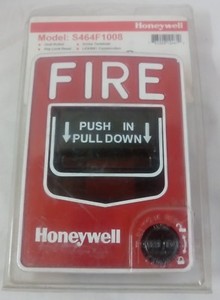 Model: S464F1008
Honeywell
FIRE
PUSH IN
PULL DOWN
Honeywell